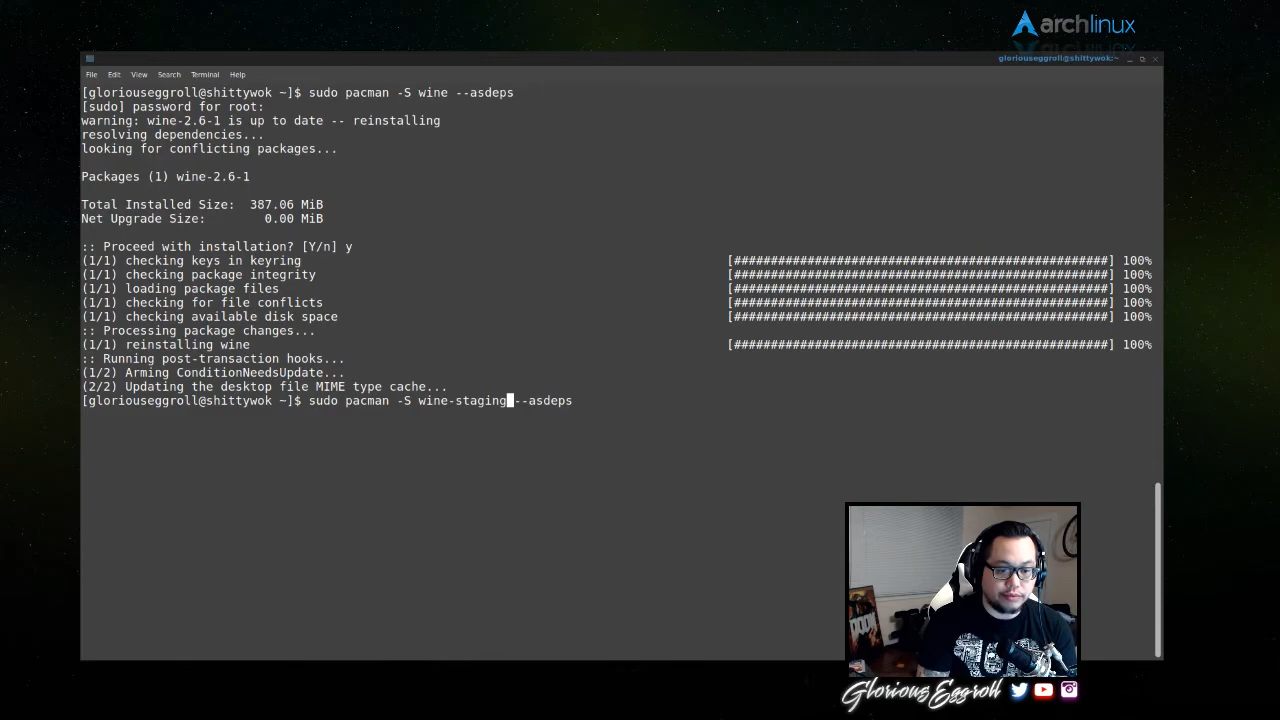 archlinux
gloriouseggroll@shittywok:~
File Edit View Search Terminal Help
[gloriouseggroll@shittywok ~]$ sudo pacman -S wine --asdeps
[sudo] password for root:
warning: wine-2.6-1 is up to date -- reinstalling
resolving dependencies...
looking for conflicting packages...
Packages (1) wine-2.6-1
Total Installed Size:  387.06 MiB
Net Upgrade Size:        0.00 MiB
:: Proceed with installation? [Y/n] y
(1/1) checking keys in keyring [######################################################] 100%
(1/1) checking package integrity [######################################################] 100%
(1/1) loading package files [######################################################] 100%
(1/1) checking for file conflicts [######################################################] 100%
(1/1) checking available disk space [######################################################] 100%
:: Processing package changes...
(1/1) reinstalling wine [######################################################] 100%
:: Running post-transaction hooks...
(1/2) Arming ConditionNeedsUpdate...
(2/2) Updating the desktop file MIME type cache...
[gloriouseggroll@shittywok ~]$ sudo pacman -S wine-staging --asdeps
DOOM
Glorious Eggroll